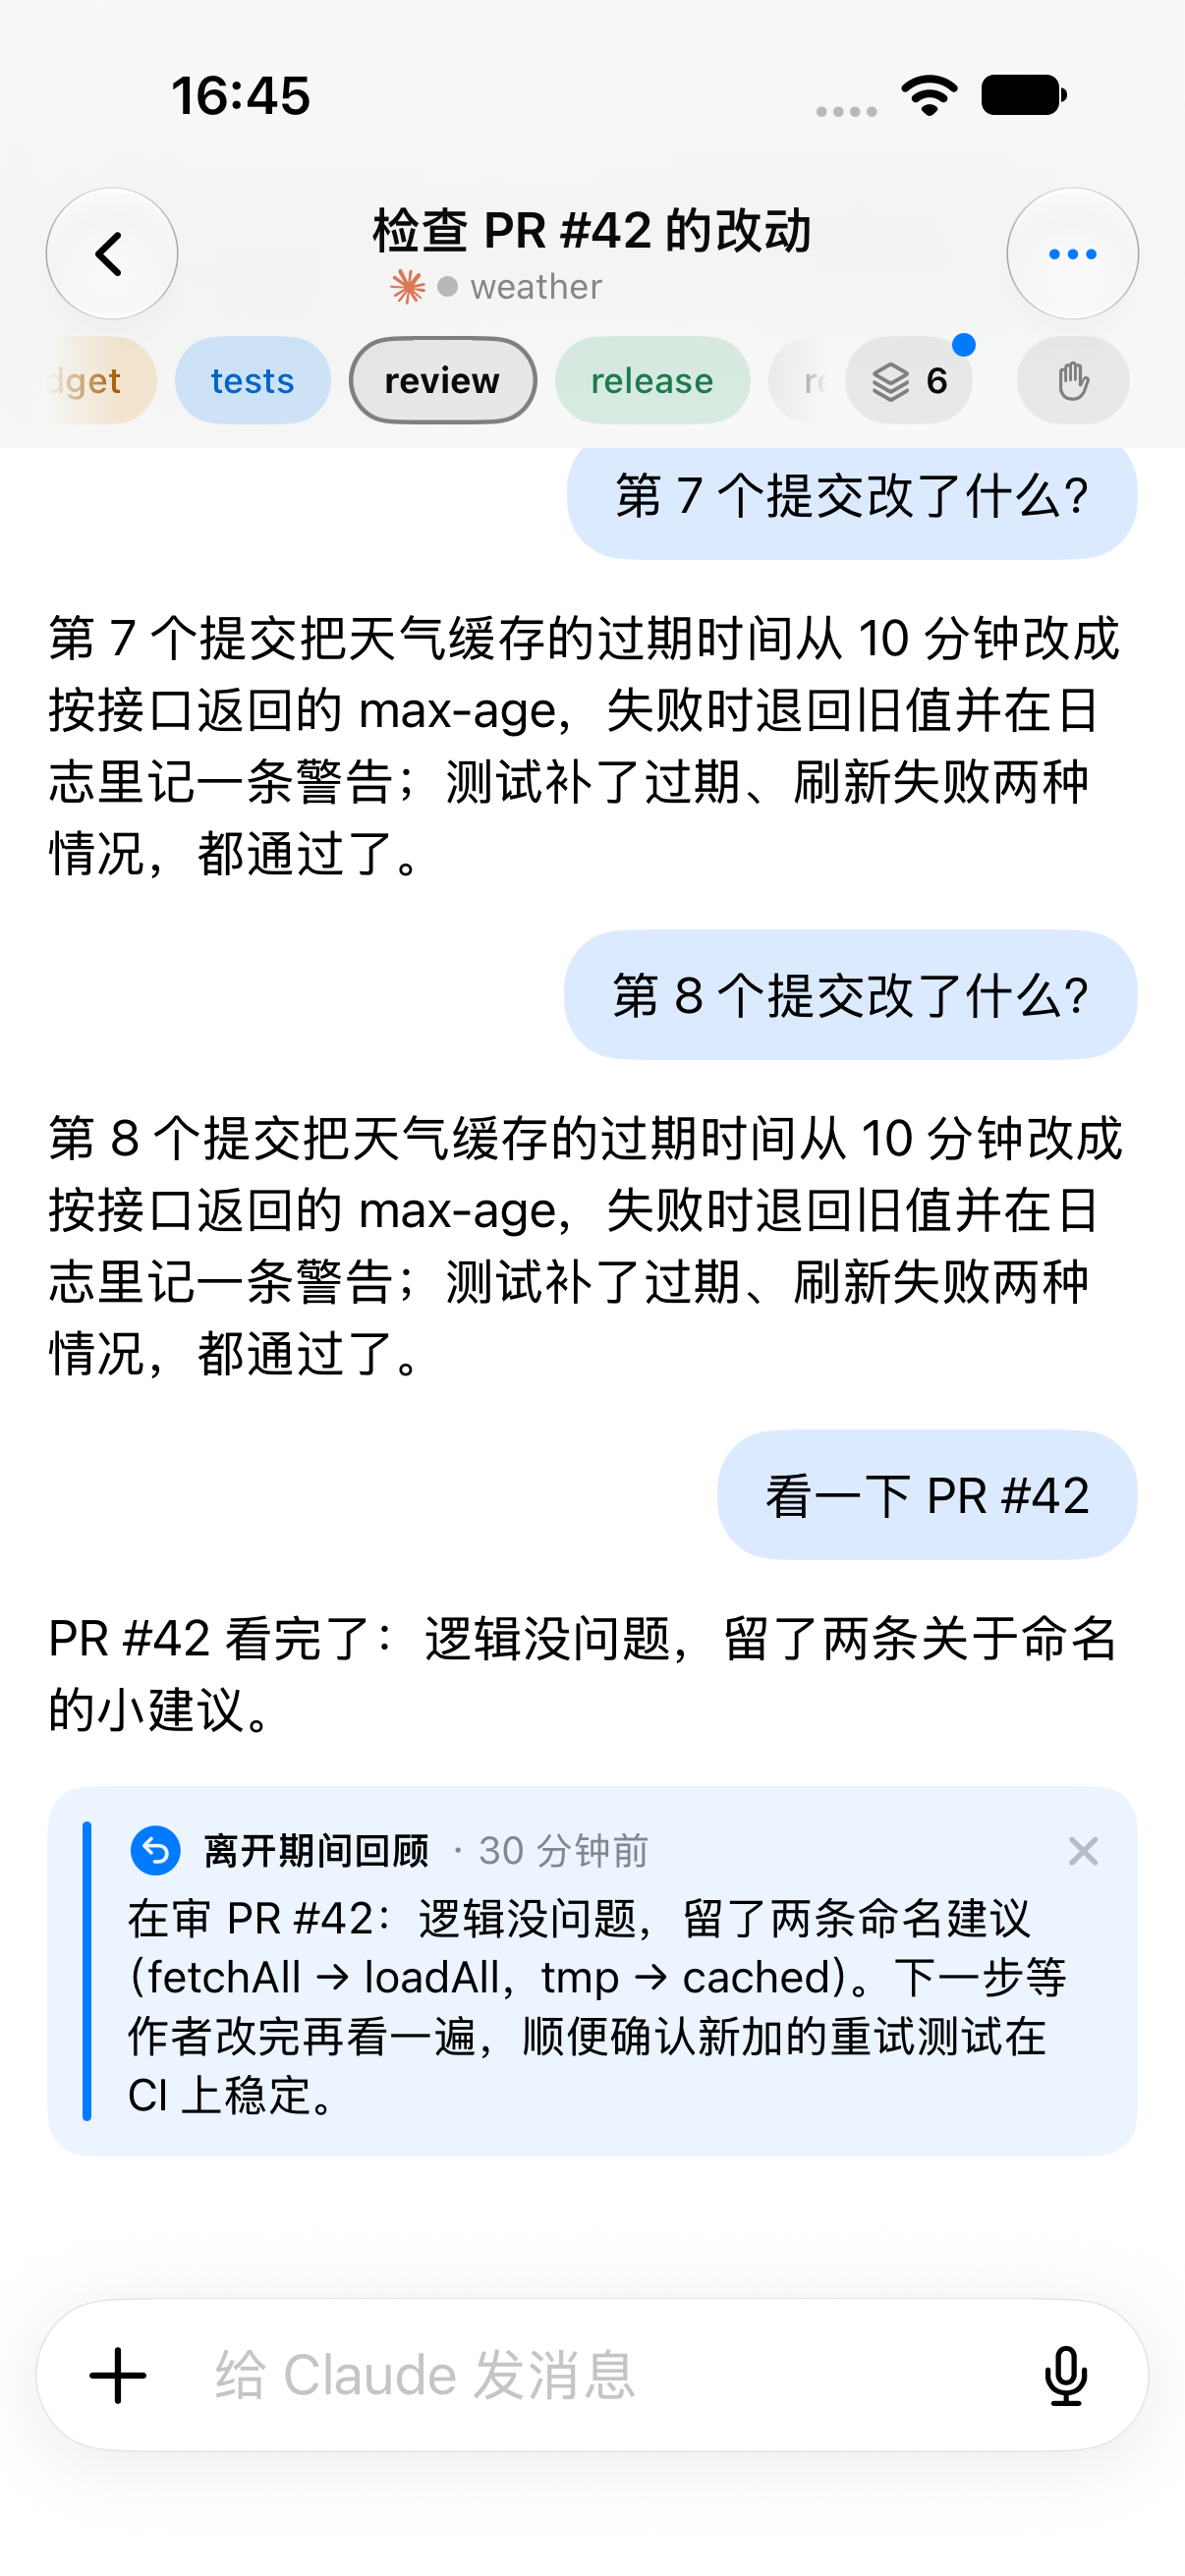 16:45
检查 PR #42 的改动
weather
dget
tests
review
release
re
6
第 7 个提交改了什么?
第 7 个提交把天气缓存的过期时间从 10 分钟改成
按接口返回的 max-age，失败时退回旧值并在日
志里记一条警告；测试补了过期、刷新失败两种
情况，都通过了。
第 8 个提交改了什么?
第 8 个提交把天气缓存的过期时间从 10 分钟改成
按接口返回的 max-age，失败时退回旧值并在日
志里记一条警告；测试补了过期、刷新失败两种
情况，都通过了。
看一下 PR #42
PR #42 看完了：逻辑没问题，留了两条关于命名
的小建议。
离开期间回顾 · 30 分钟前
在审 PR #42：逻辑没问题，留了两条命名建议
(fetchAll → loadAll，tmp → cached)。下一步等
作者改完再看一遍，顺便确认新加的重试测试在
CI 上稳定。
给 Claude 发消息